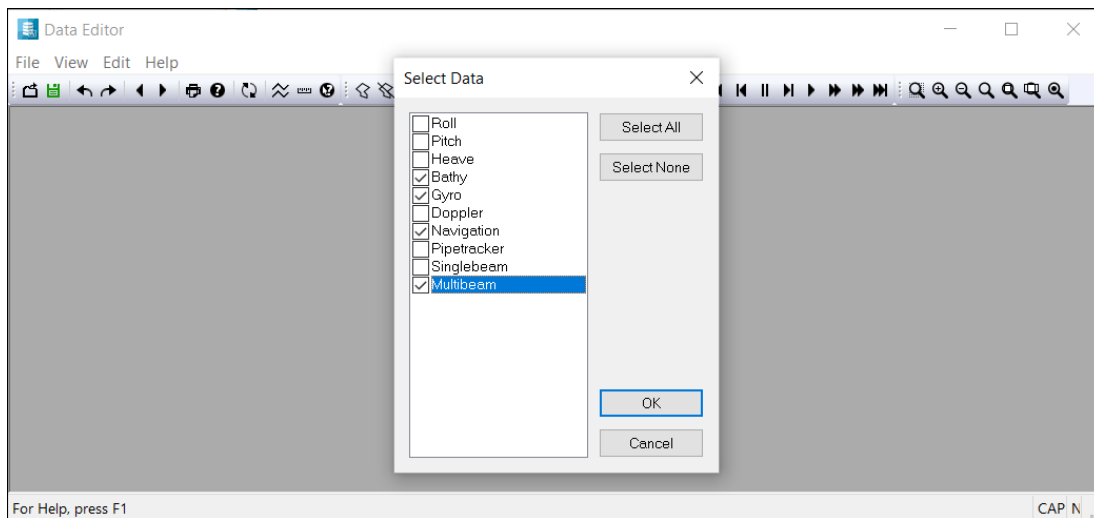 Data Editor
File View Edit Help
Select Data
Roll
Pitch
Heave
Bathy
Gyro
Doppler
Navigation
Pipetracker
Singlebeam
Multibeam
Select All
Select None
OK
Cancel
For Help, press F1
CAP N